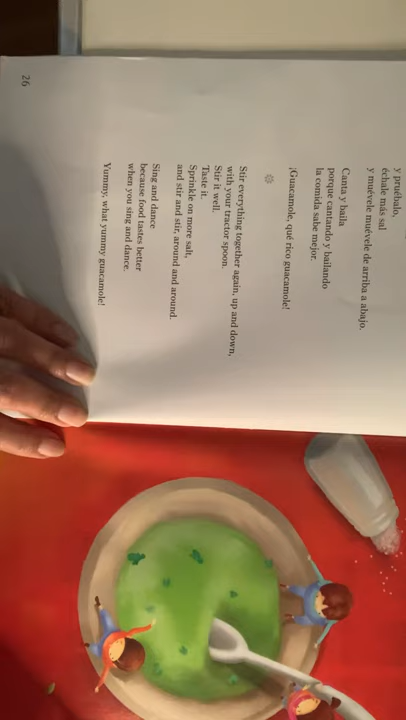 y pruébalo,
échale más sal
y muévele muévele de arriba a abajo.
Canta y baila
porque cantando y bailando
la comida sabe mejor.
¡Guacamole, qué rico guacamole!
Stir everything together again, up and down,
with your tractor spoon.
Stir it well.
Taste it.
Sprinkle on more salt,
and stir and stir, around and around.
Sing and dance
because food tastes better
when you sing and dance.
Yummy, what yummy guacamole!
26